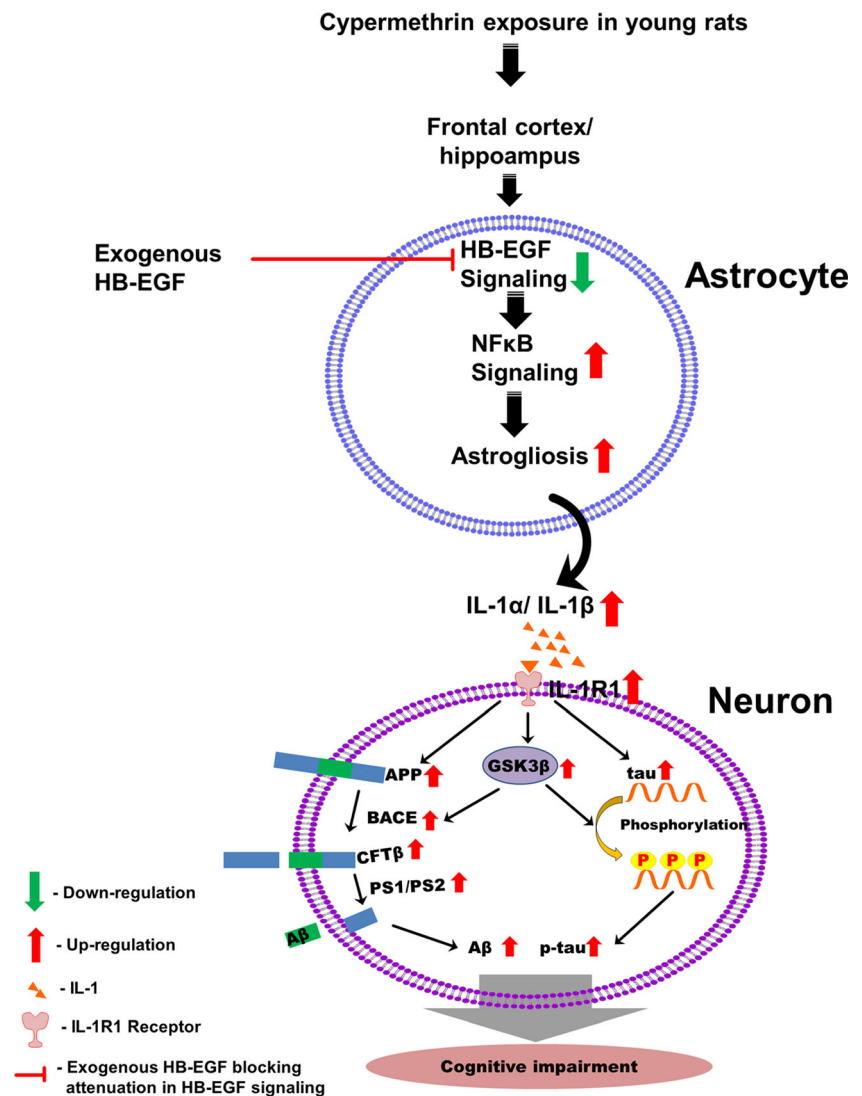 Cypermethrin exposure in young rats
Frontal cortex/
hippoampus
Exogenous
HB-EGF
HB-EGF
Signaling
Astrocyte
NFκB
Signaling
Astrogliosis
IL-1α/ IL-1β
IL-1R1
Neuron
APP
GSK3β
tau
BACE
Phosphorylation
CFTβ
P P P
PS1/PS2
Aβ
Aβ
p-tau
Cognitive impairment
- Down-regulation
- Up-regulation
- IL-1
- IL-1R1 Receptor
- Exogenous HB-EGF blocking
attenuation in HB-EGF signaling